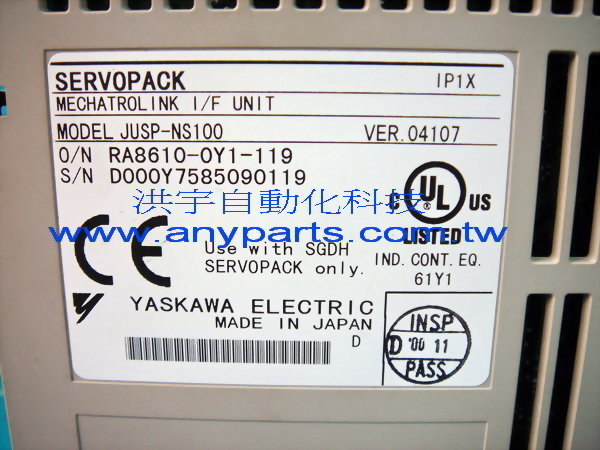 SERVOPACK IP1X
MECHATROLINK I/F UNIT
MODEL JUSP-NS100 VER.04107
O/N RA8610-0Y1-119
S/N D000Y7585090119
洪宇自動化科技
www.anyparts.com.tw
CE
Use with SGDH
SERVOPACK only.
C UL ® US
LISTED
IND. CONT. EQ.
61Y1
YASKAWA ELECTRIC
MADE IN JAPAN
D
INSP
D '00 11
PASS